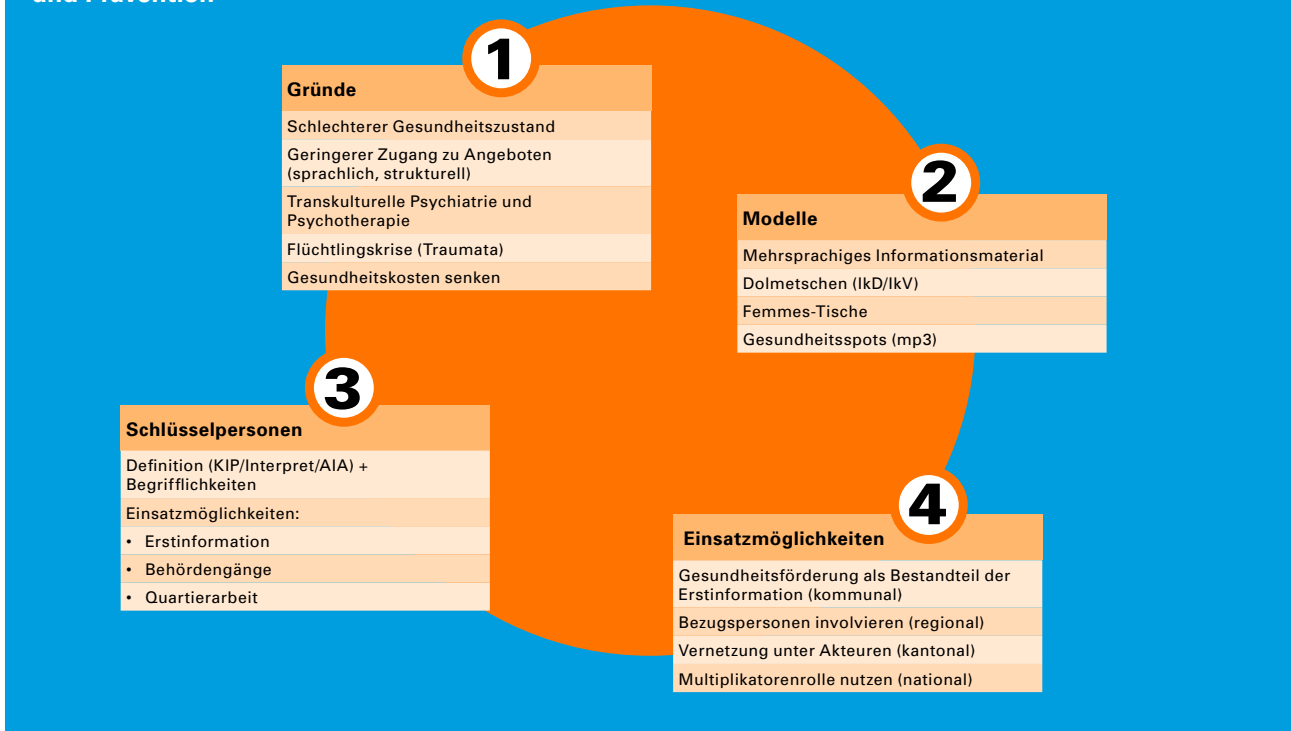 und Prävention
1
Gründe
Schlechterer Gesundheitszustand
Geringerer Zugang zu Angeboten
(sprachlich, strukturell)
Transkulturelle Psychiatrie und
Psychotherapie
Flüchtlingskrise (Traumata)
Gesundheitskosten senken
2
Modelle
Mehrsprachiges Informationsmaterial
Dolmetschen (IkD/IkV)
Femmes-Tische
Gesundheitsspots (mp3)
3
Schlüsselpersonen
Definition (KIP/Interpret/AIA) +
Begrifflichkeiten
Einsatzmöglichkeiten:
• Erstinformation
• Behördengänge
• Quartierarbeit
4
Einsatzmöglichkeiten
Gesundheitsförderung als Bestandteil der
Erstinformation (kommunal)
Bezugspersonen involvieren (regional)
Vernetzung unter Akteuren (kantonal)
Multiplikatorenrolle nutzen (national)